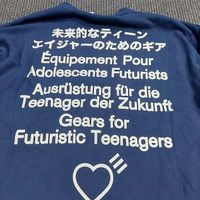 未来的なティーン
エイジャーのためのギア
Équipement Pour
Adolescents Futurists
Ausrüstung für die
Teenager der Zukunft
Gears for
Futuristic Teenagers